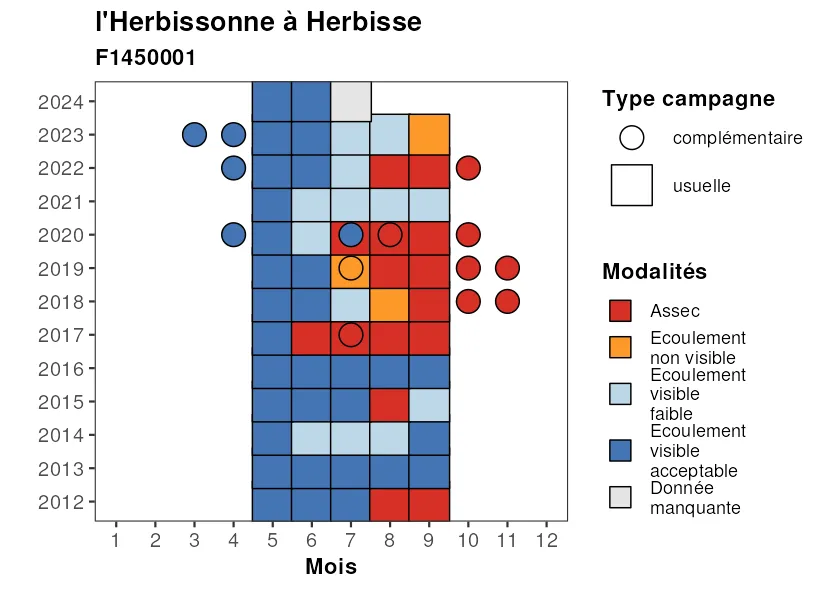 l'Herbissonne à Herbisse
F1450001
2024
2023
2022
2021
2020
2019
2018
2017
2016
2015
2014
2013
2012
1 2 3 4 5 6 7 8 9 10 11 12
Mois
Type campagne
complémentaire
usuelle
Modalités
Assec
Ecoulement
non visible
Ecoulement
visible
faible
Ecoulement
visible
acceptable
Donnée
manquante